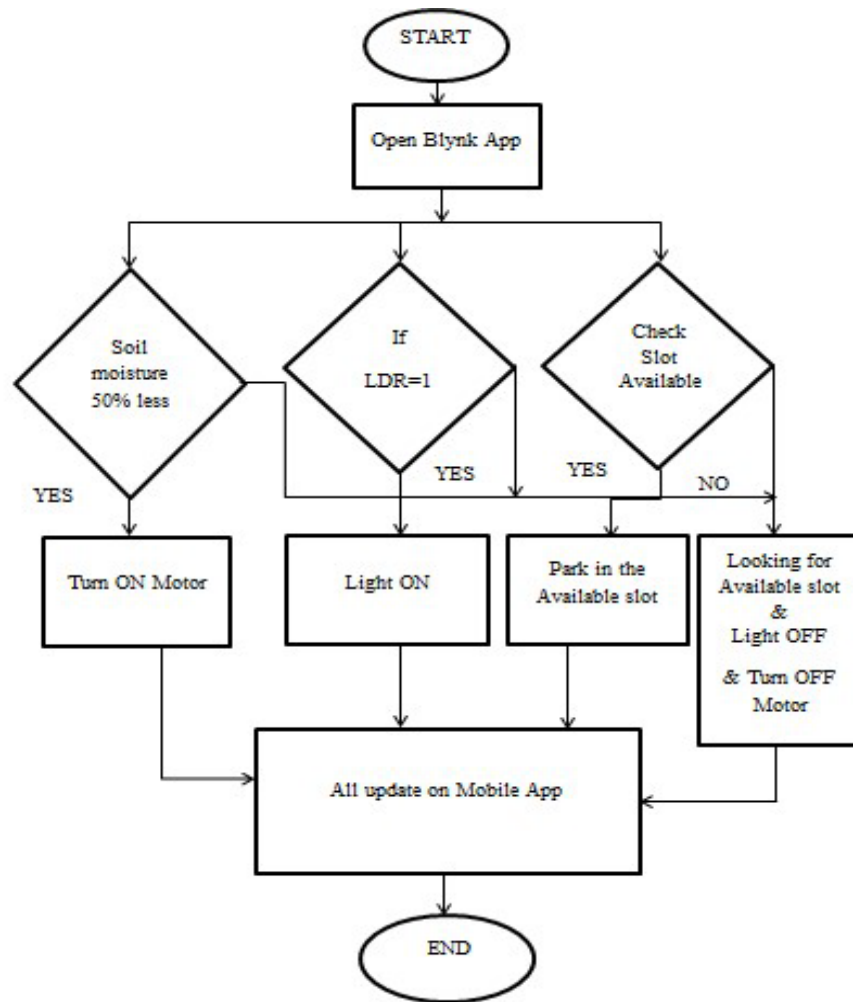 START
Open Blynk App
Soil
moisture
50% less
If
LDR=1
Check
Slot
Available
YES
YES
YES
NO
Turn ON Motor
Light ON
Park in the
Available slot
Looking for
Available slot
&
Light OFF
& Turn OFF
Motor
All update on Mobile App
END